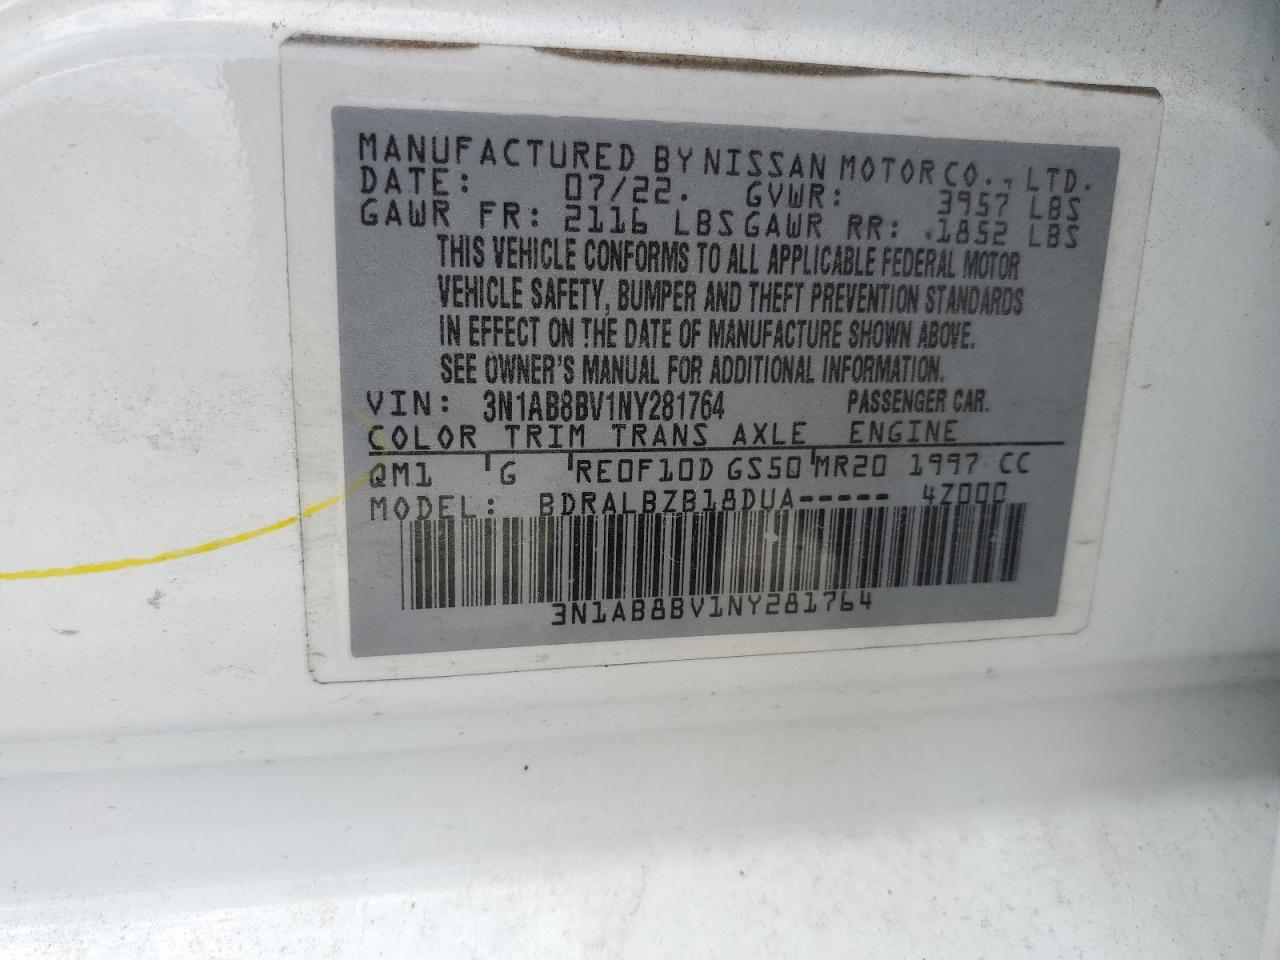 MANUFACTURED BY NISSAN MOTOR CO., LTD.
DATE: 07/22. GVWR: 3957 LBS
GAWR FR: 2116 LBS GAWR RR: 1852 LBS
THIS VEHICLE CONFORMS TO ALL APPLICABLE FEDERAL MOTOR
VEHICLE SAFETY, BUMPER AND THEFT PREVENTION STANDARDS
IN EFFECT ON THE DATE OF MANUFACTURE SHOWN ABOVE.
SEE OWNER'S MANUAL FOR ADDITIONAL INFORMATION.
VIN: 3N1AB8BV1NY281764 PASSENGER CAR.
COLOR TRIM TRANS AXLE ENGINE
QM1 G RE0F10D GS50 MR20 1997 CC
MODEL: BDRALBZB18DUA----- 4Z000
3N1AB8BV1NY281764